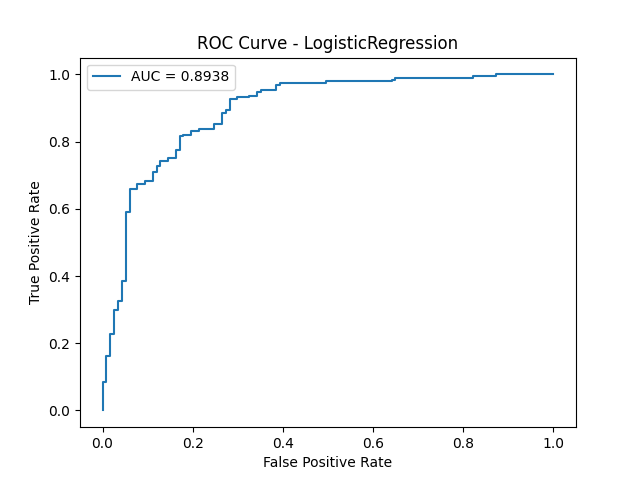 ROC Curve - LogisticRegression
AUC = 0.8938
True Positive Rate
1.0
0.8
0.6
0.4
0.2
0.0
0.0 0.2 0.4 0.6 0.8 1.0
False Positive Rate